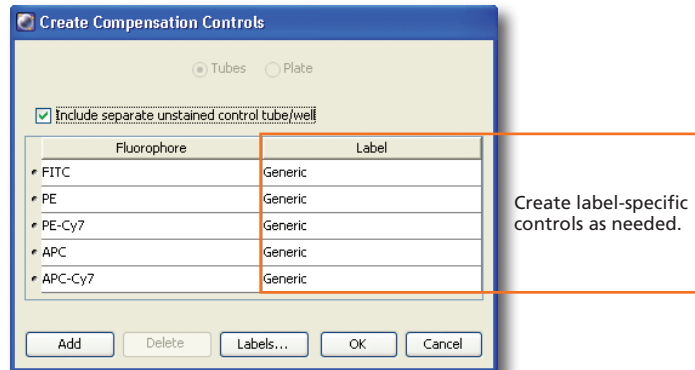 Create Compensation Controls
Tubes Plate
Include separate unstained control tube/well
Fluorophore Label
FITC Generic
PE Generic
PE-Cy7 Generic
APC Generic
APC-Cy7 Generic
Create label-specific
controls as needed.
Add Delete Labels... OK Cancel